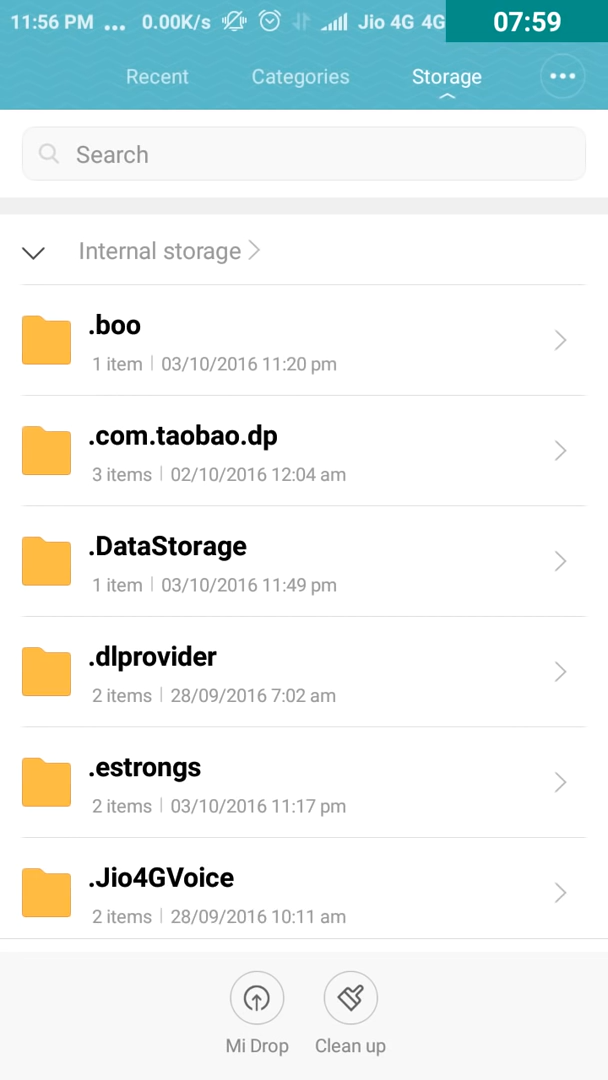 11:56 PM ... 0.00K/s Jio 4G 4G 07:59
Recent Categories Storage
Search
Internal storage
.boo
1 item | 03/10/2016 11:20 pm
.com.taobao.dp
3 items | 02/10/2016 12:04 am
.DataStorage
1 item | 03/10/2016 11:49 pm
.dlprovider
2 items | 28/09/2016 7:02 am
.estrongs
2 items | 03/10/2016 11:17 pm
.Jio4GVoice
2 items | 28/09/2016 10:11 am
Mi Drop Clean up